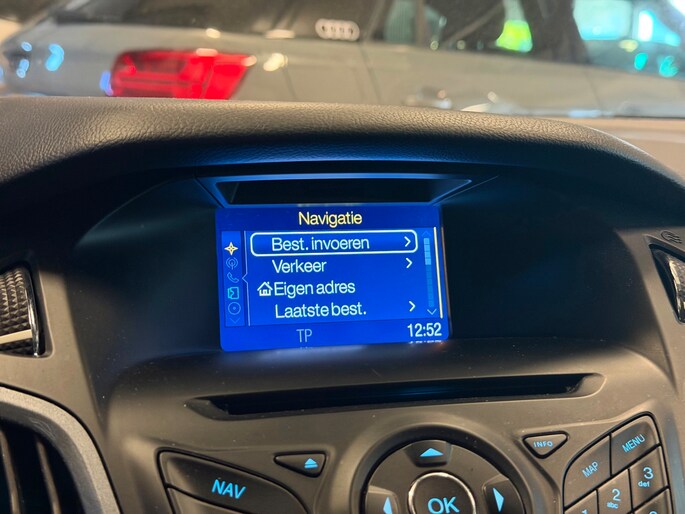 Navigatie
Best. invoeren
Verkeer
Eigen adres
Laatste best.
TP 12:52
INFO
NAV
OK
MAP
MENU
2
3
def